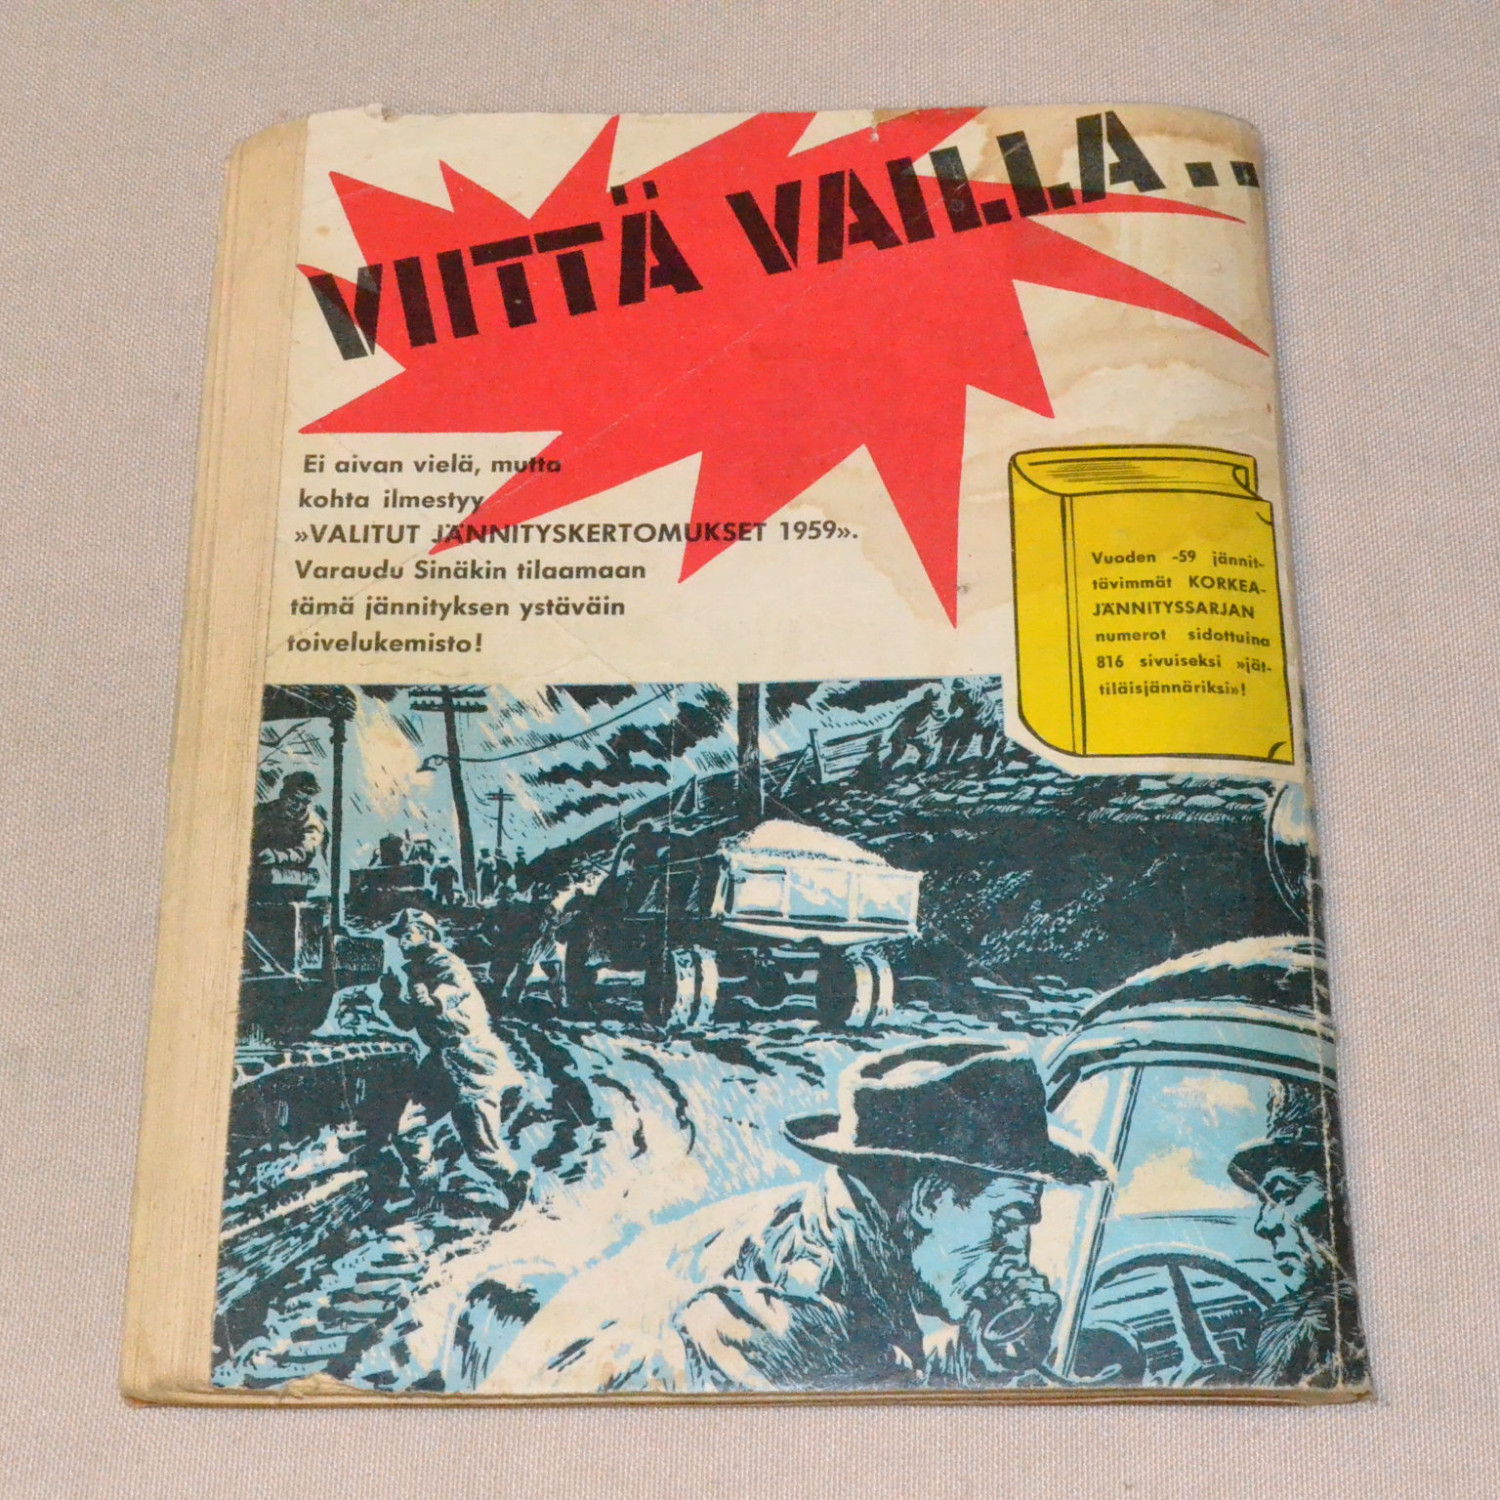 VIITTÄ VAILLA..
Ei aivan vielä, mutta
kohta ilmestyy
»VALITUT JÄNNITYSKERTOMUKSET 1959».
Varaudu Sinäkin tilaamaan
tämä jännityksen ystäväin
toivelukemisto!
Vuoden -59 jännit-
tävimmät KORKEA-
JÄNNITYSSARJAN
numerot sidottuina
816 sivuiseksi »jät-
tiläisjännäriksi»!